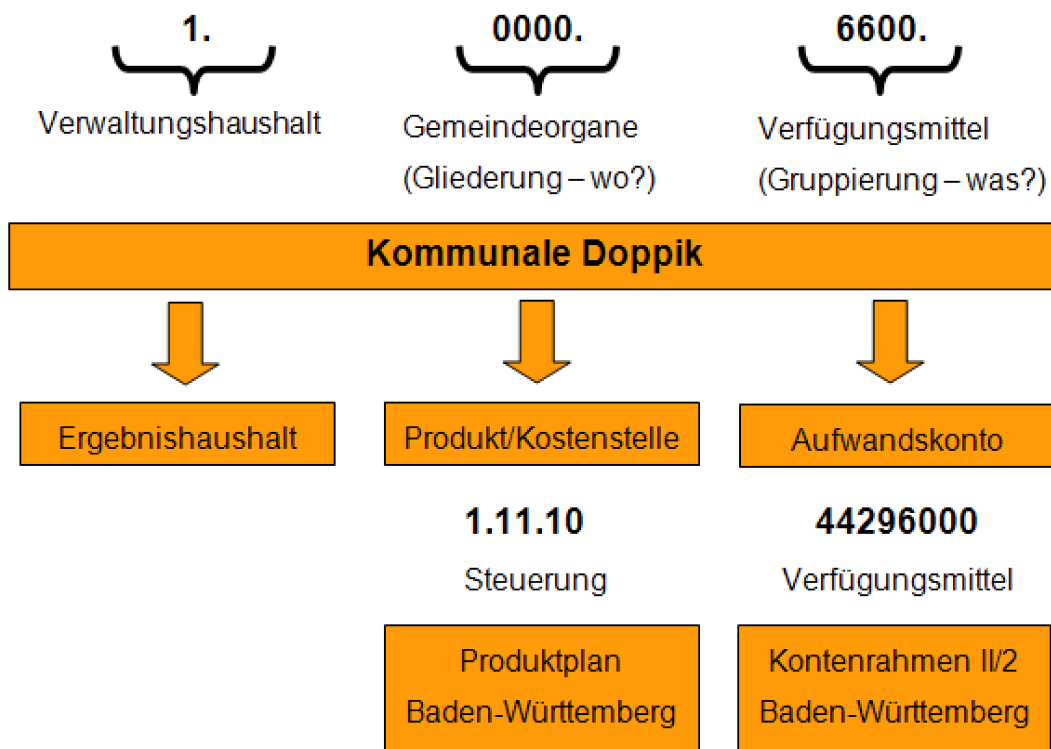 1. 0000. 6600.
Verwaltungshaushalt
Gemeindeorgane
(Gliederung – wo?)
Verfügungsmittel
(Gruppierung – was?)
Kommunale Doppik
Ergebnishaushalt
Produkt/Kostenstelle
Aufwandskonto
1.11.10
Steuerung
44296000
Verfügungsmittel
Produktplan
Baden-Württemberg
Kontenrahmen II/2
Baden-Württemberg